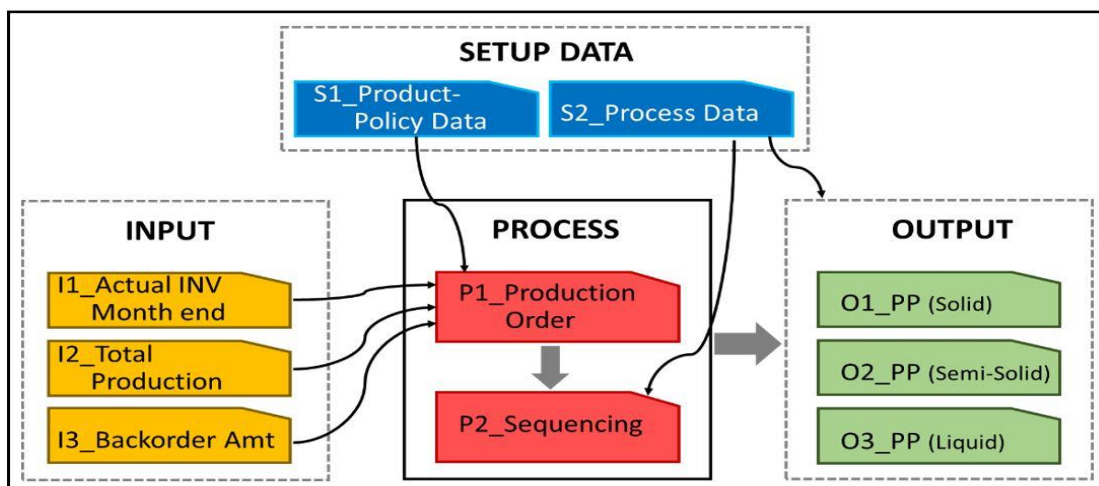 SETUP DATA
S1_Product-
Policy Data
S2_Process Data
INPUT
I1_Actual INV
Month end
I2_Total
Production
I3_Backorder Amt
PROCESS
P1_Production
Order
P2_Sequencing
OUTPUT
O1_PP (Solid)
O2_PP (Semi-Solid)
O3_PP (Liquid)